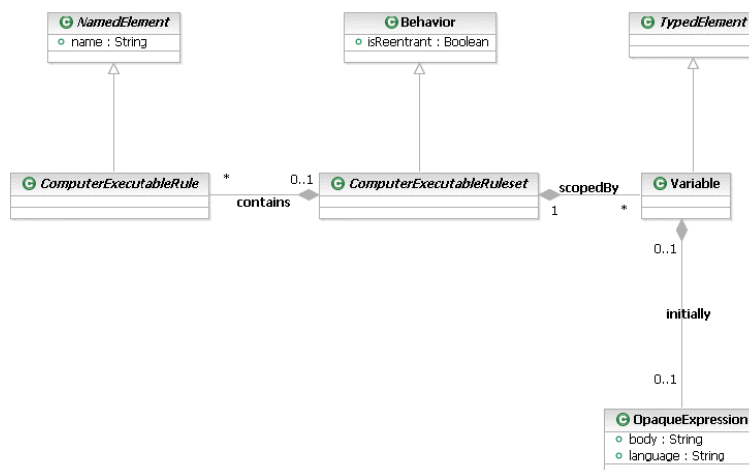 NamedElement
name : String
Behavior
isReentrant : Boolean
TypedElement
ComputerExecutableRule
*
contains
0..1
ComputerExecutableRuleset
scopedBy
1
*
Variable
0..1
initially
0..1
OpaqueExpression
body : String
language : String